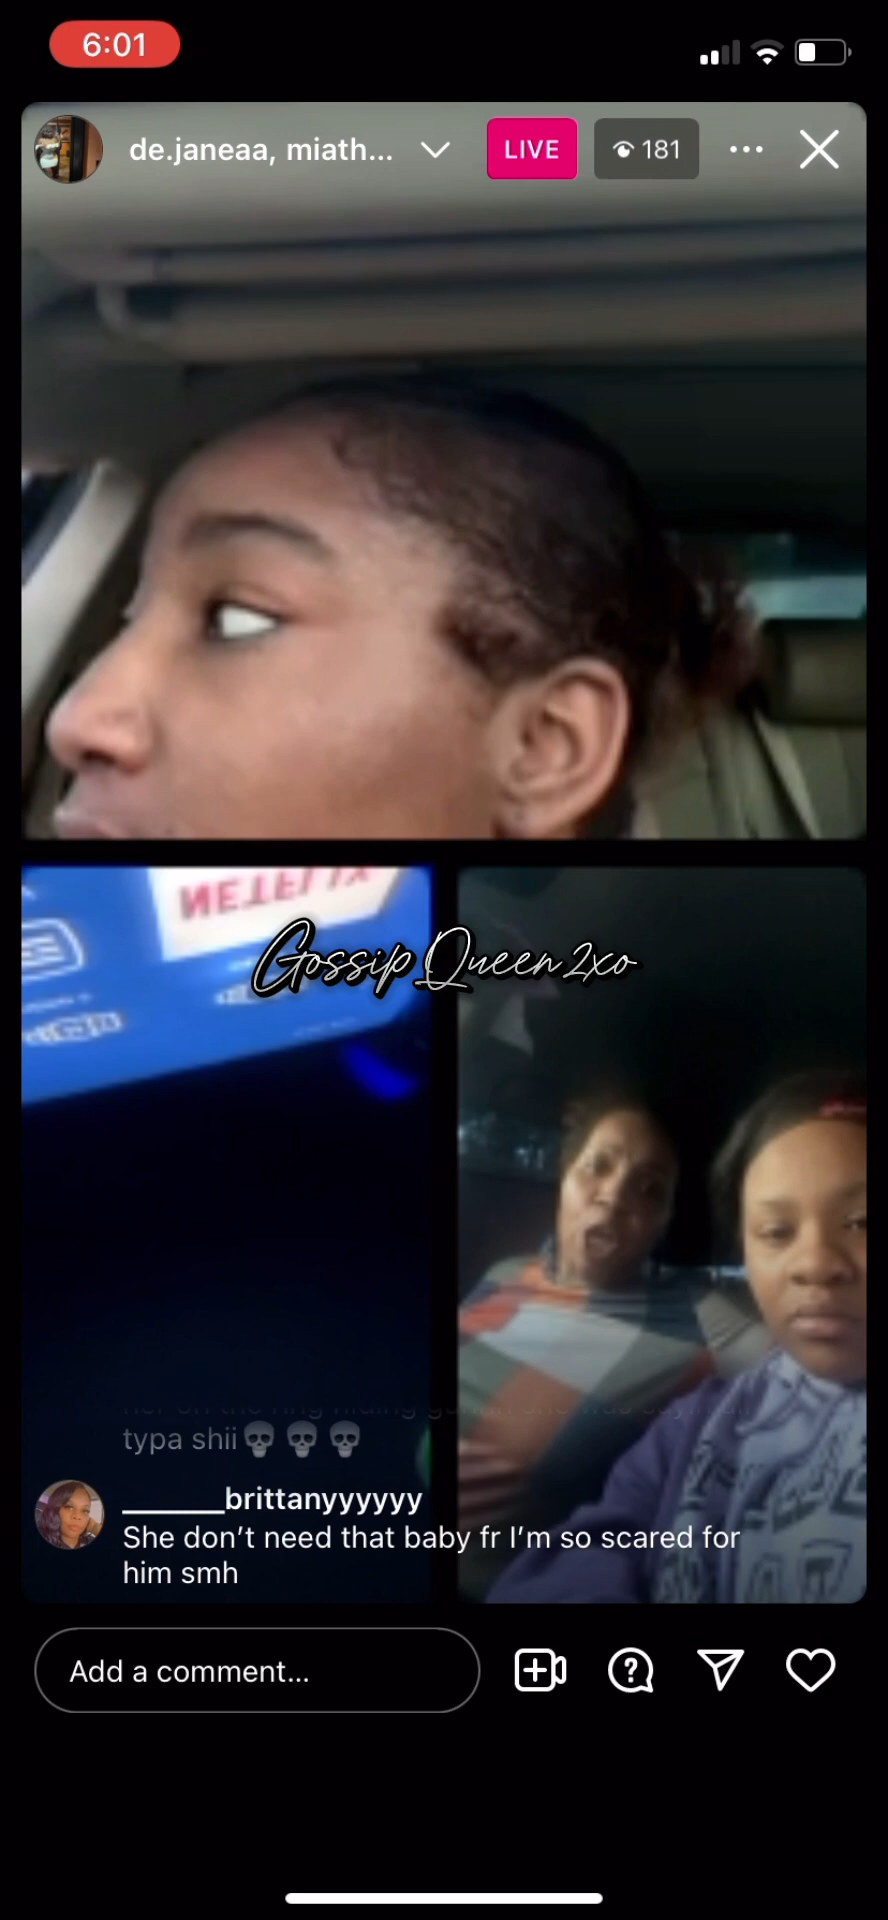 6:01
de.janeaa, miath...
LIVE
181
NETFLIX
Gossip Queen 2xo
typa shii💀💀💀
______brittanyyyyyy
She don't need that baby fr I'm so scared for
him smh
Add a comment...